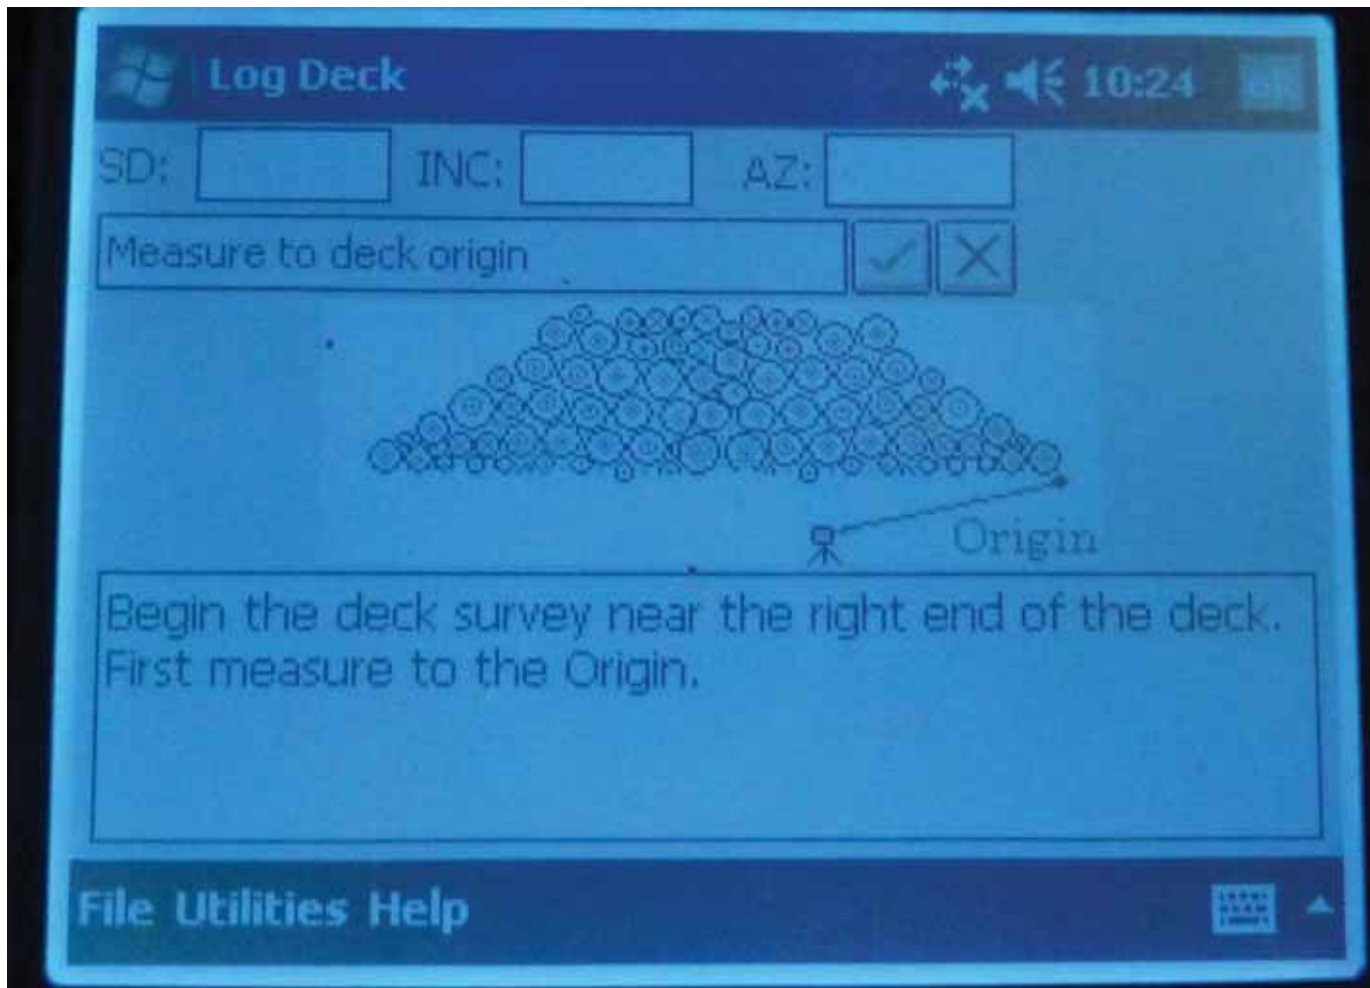 Log Deck 10:24 ok
SD: INC: AZ:
Measure to deck origin
Origin
Begin the deck survey near the right end of the deck.
First measure to the Origin.
File Utilities Help